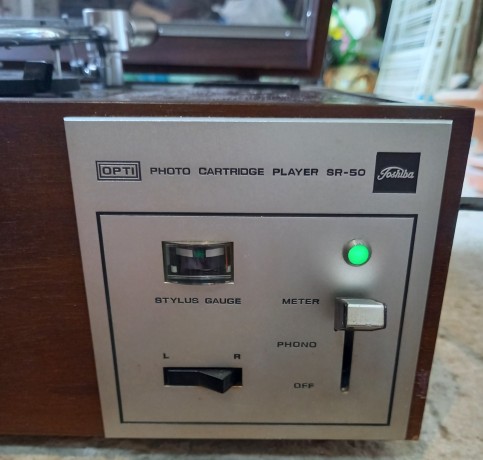 OPTI PHOTO CARTRIDGE PLAYER SR-50 Toshiba
STYLUS GAUGE METER
L R PHONO
OFF